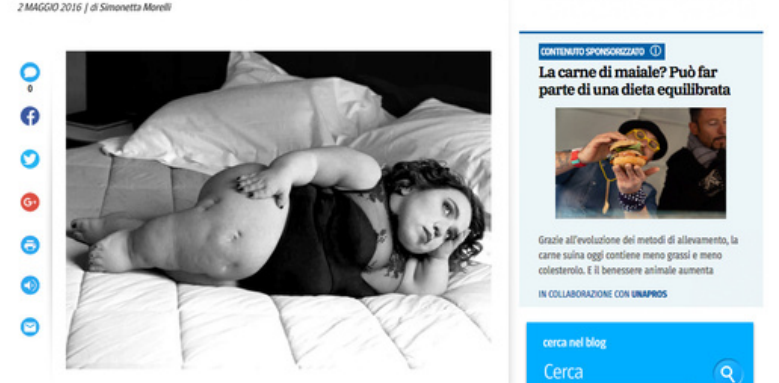 2 MAGGIO 2016 | di Simonetta Morelli
0
G+
CONTENUTO SPONSORIZZATO
La carne di maiale? Può far
parte di una dieta equilibrata
Grazie all'evoluzione dei metodi di allevamento, la
carne suina oggi contiene meno grassi e meno
colesterolo. E il benessere animale aumenta
IN COLLABORAZIONE CON UNAPROS
cerca nel blog
Cerca